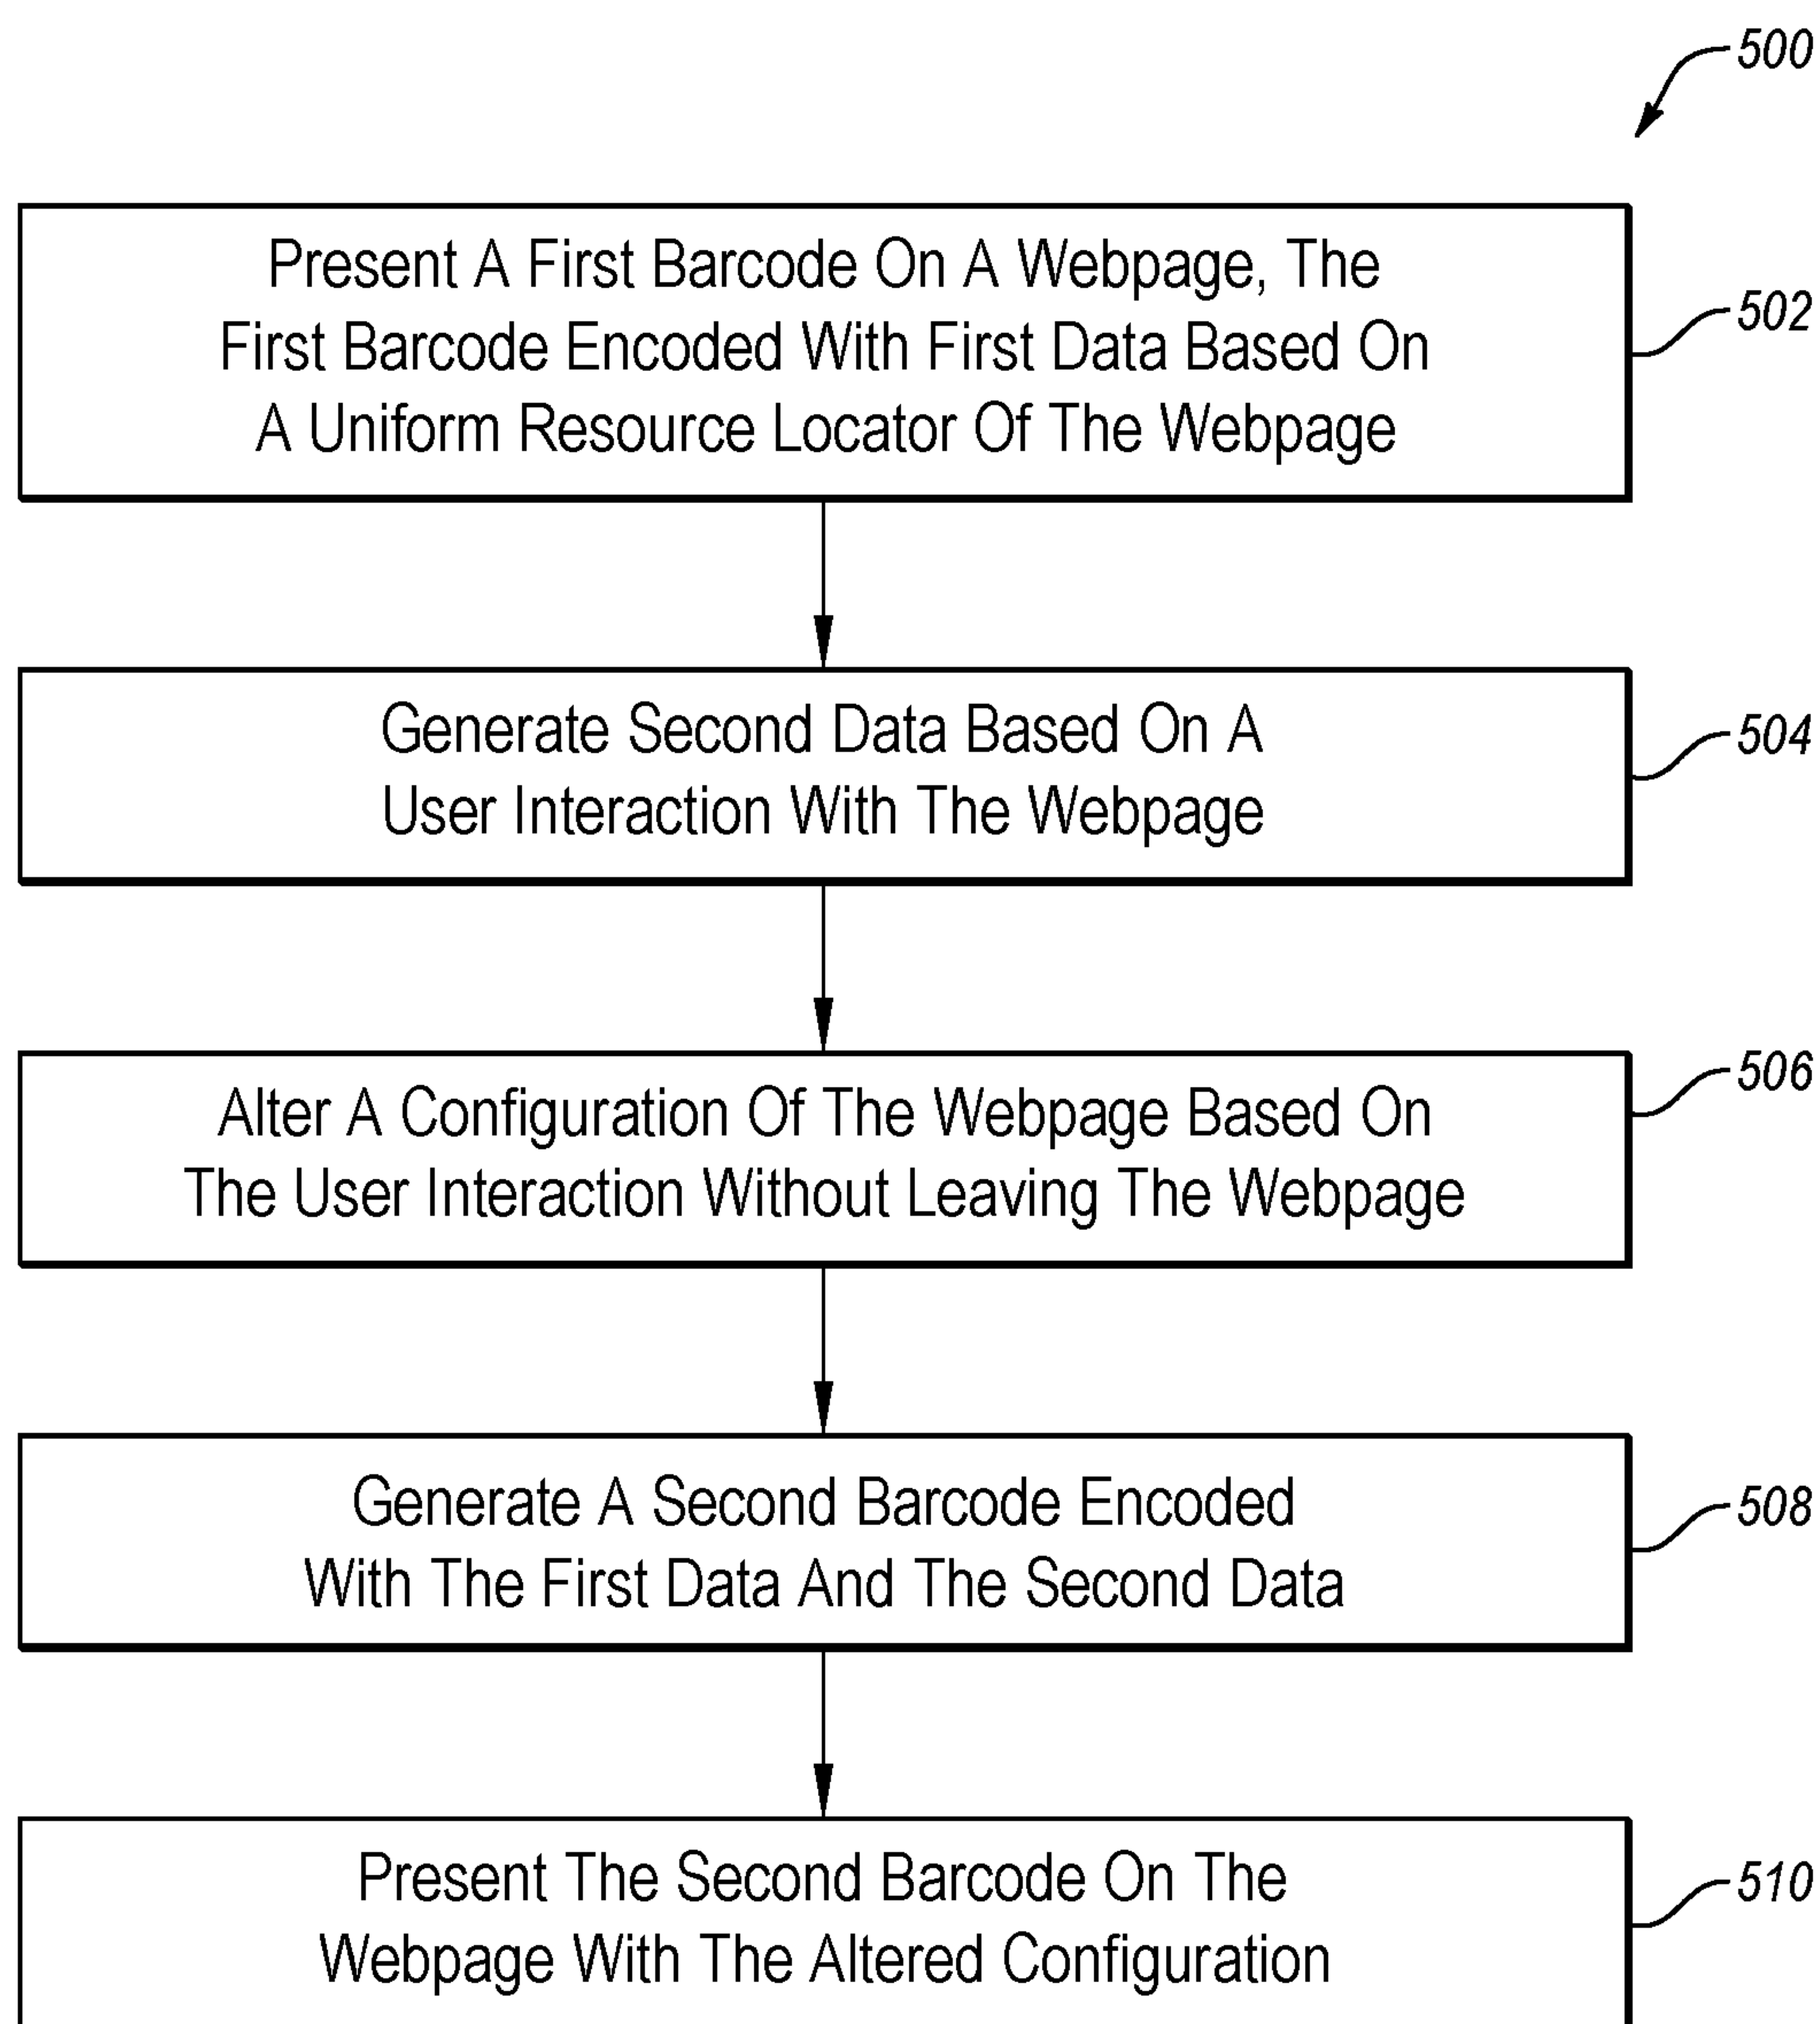 500
Present A First Barcode On A Webpage, The
First Barcode Encoded With First Data Based On
A Uniform Resource Locator Of The Webpage
502
Generate Second Data Based On A
User Interaction With The Webpage
504
Alter A Configuration Of The Webpage Based On
The User Interaction Without Leaving The Webpage
506
Generate A Second Barcode Encoded
With The First Data And The Second Data
508
Present The Second Barcode On The
Webpage With The Altered Configuration
510